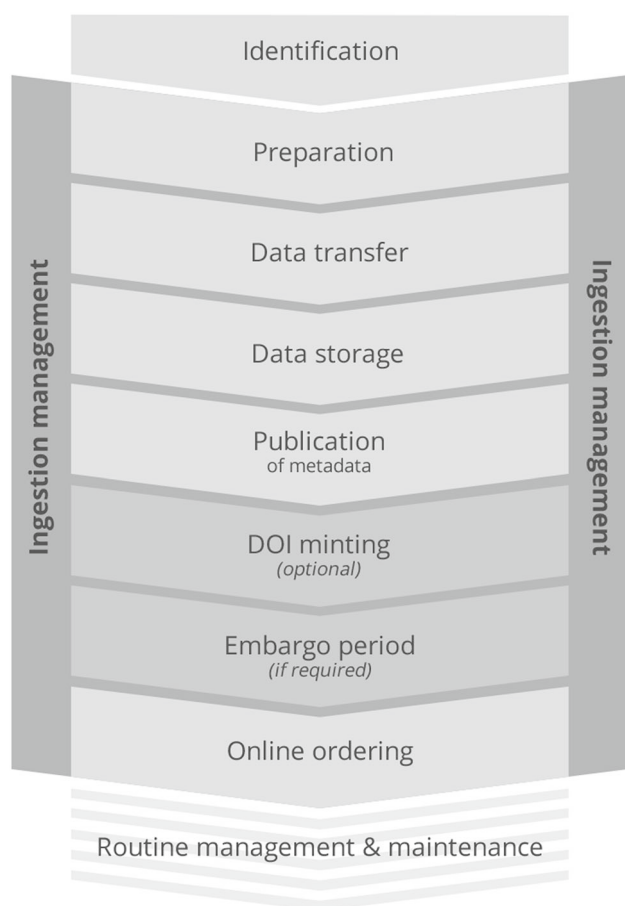 Identification
Preparation
Data transfer
Data storage
Publication
of metadata
DOI minting
(optional)
Embargo period
(if required)
Online ordering
Routine management & maintenance
Ingestion management
Ingestion management